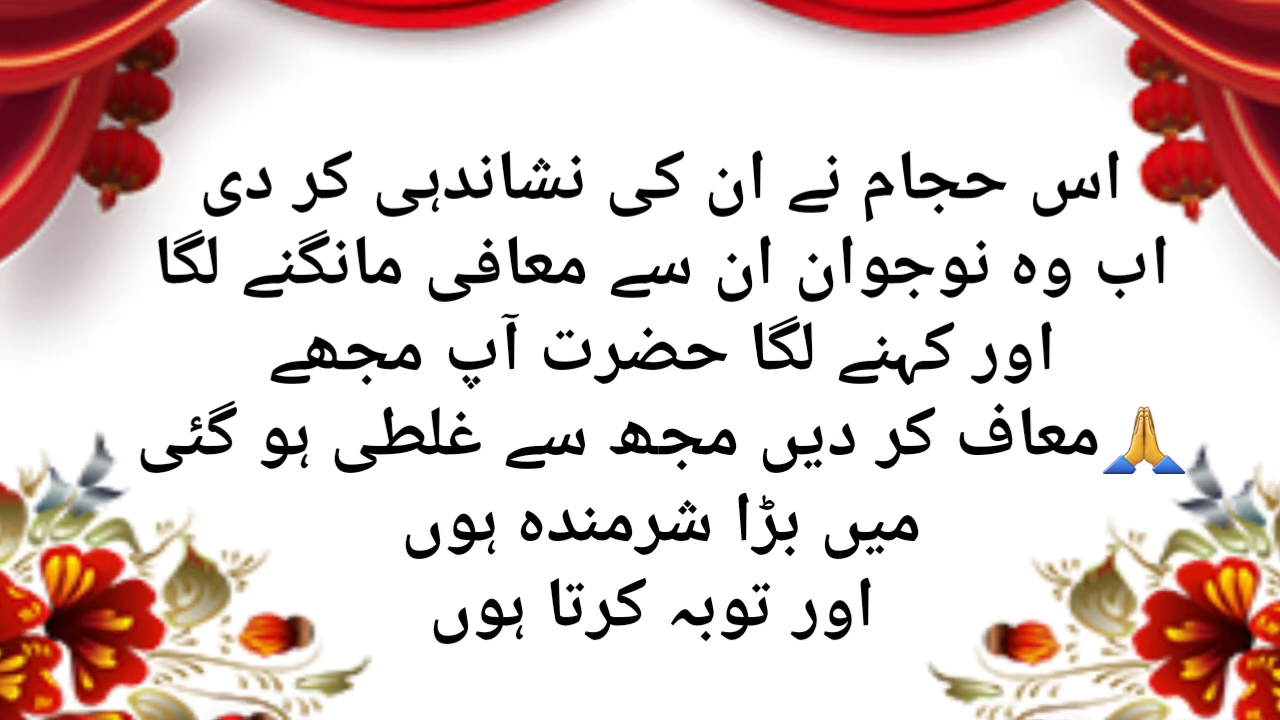 اس حجام نے ان کی نشاندہی کر دی
اب وہ نوجوان ان سے معافی مانگنے لگا
اور کہنے لگا حضرت آپ مجھے
🙏معاف کر دیں مجھ سے غلطی ہو گئی
میں بڑا شرمندہ ہوں
اور توبہ کرتا ہوں